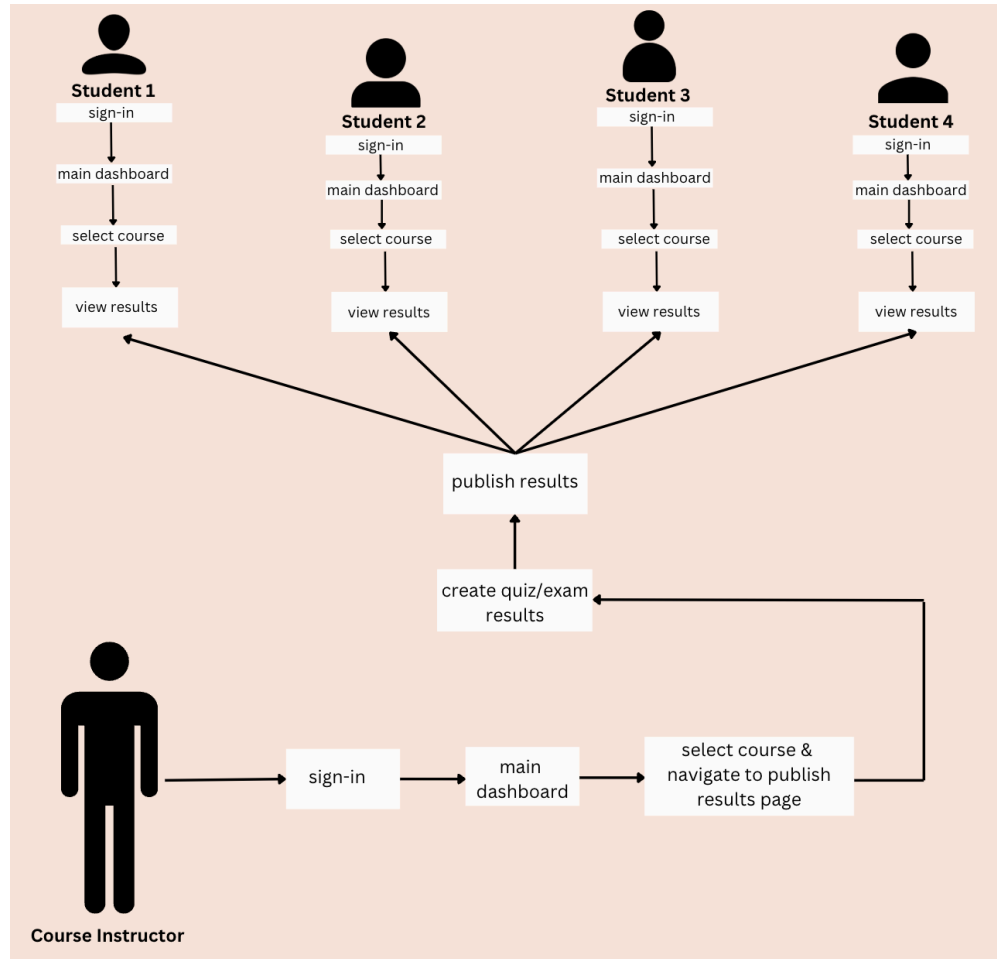 Student 1
sign-in
main dashboard
select course
view results
Student 2
sign-in
main dashboard
select course
view results
Student 3
sign-in
main dashboard
select course
view results
Student 4
sign-in
main dashboard
select course
view results
publish results
create quiz/exam
results
sign-in
main
dashboard
select course &
navigate to publish
results page
Course Instructor